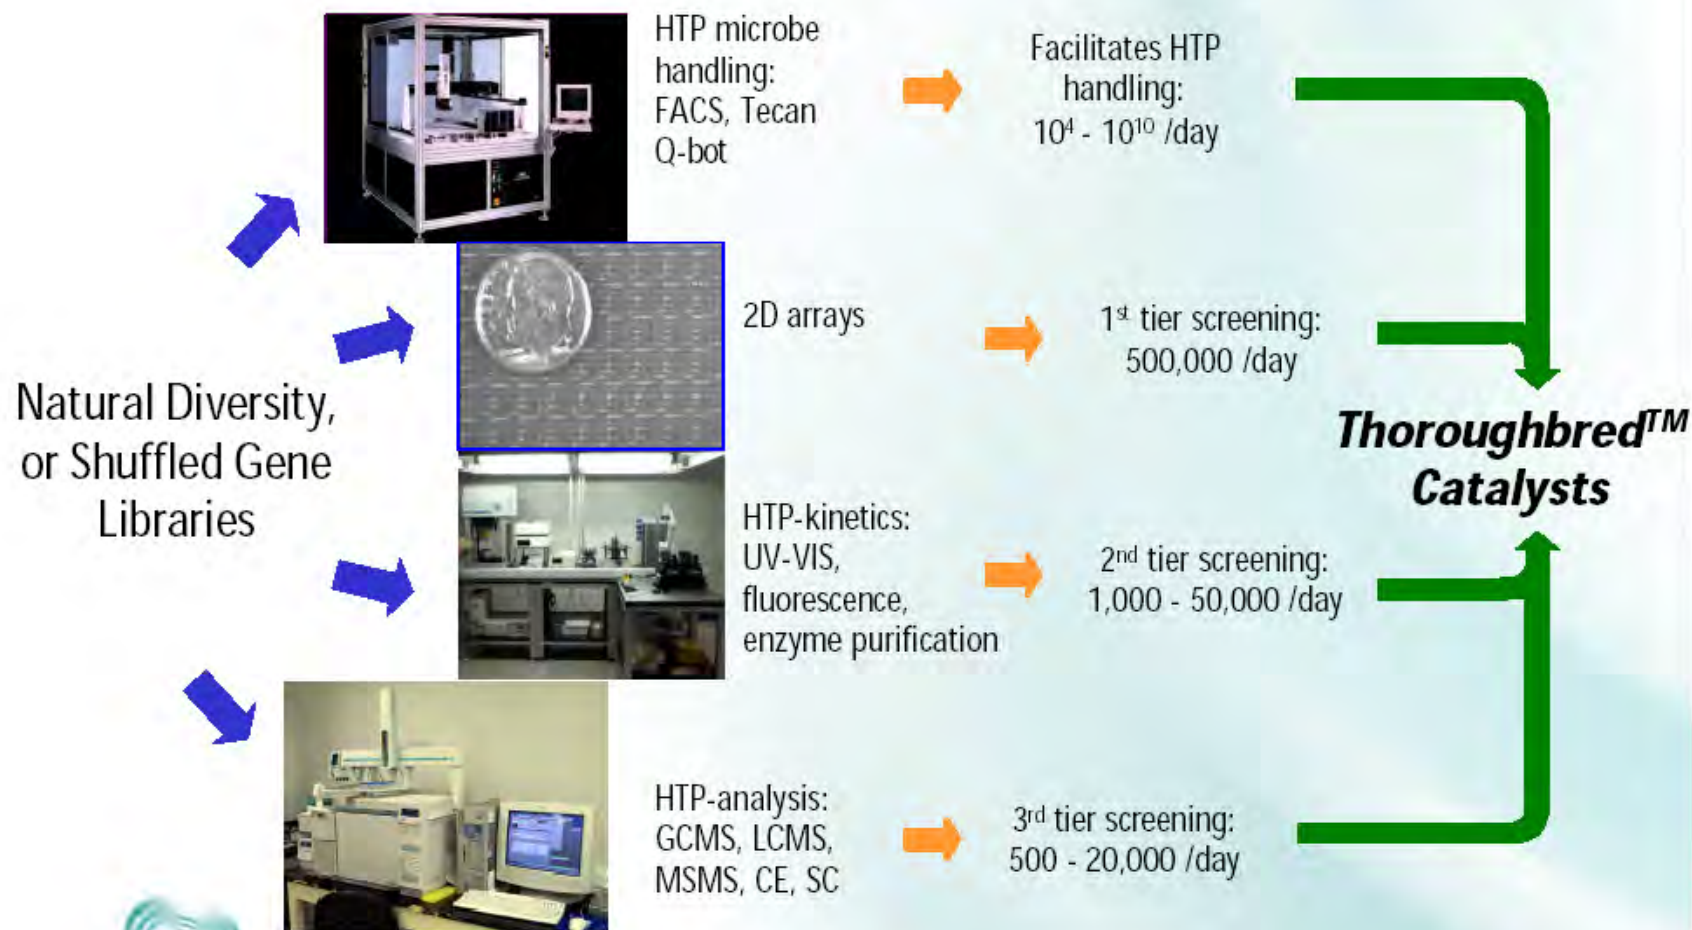 HTP microbe
handling:
FACS, Tecan
Q-bot
Facilitates HTP
handling:
10⁴ - 10¹⁰ /day
2D arrays
1st tier screening:
500,000 /day
Natural Diversity,
or Shuffled Gene
Libraries
Thoroughbred™
Catalysts
HTP-kinetics:
UV-VIS,
fluorescence,
enzyme purification
2nd tier screening:
1,000 - 50,000 /day
HTP-analysis:
GCMS, LCMS,
MSMS, CE, SC
3rd tier screening:
500 - 20,000 /day